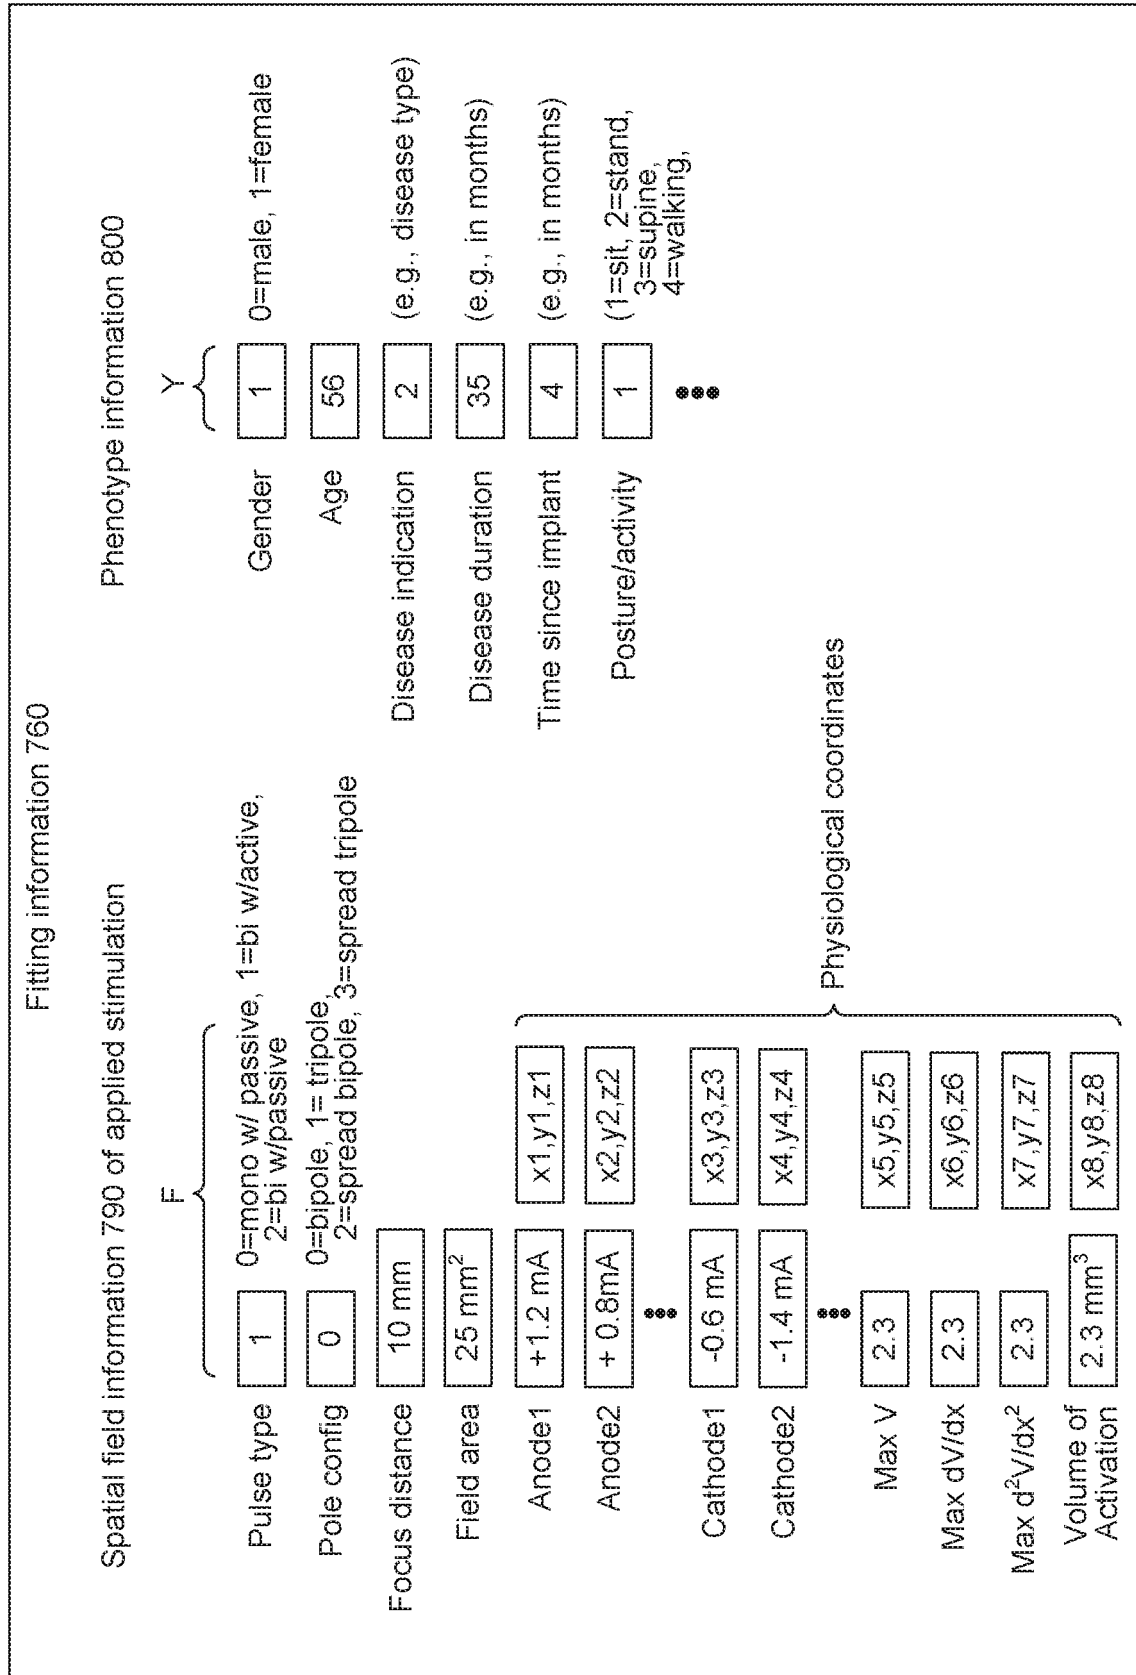 Fitting information 760
Spatial field information 790 of applied stimulation
F
Pulse type 1 0=mono w/ passive, 1=bi w/active,
2=bi w/passive
Pole config 0 0=bipole, 1= tripole,
2=spread bipole, 3=spread tripole
Focus distance 10 mm
Field area 25 mm²
Anode1 +1.2 mA x1,y1,z1
Anode2 + 0.8mA x2,y2,z2
Cathode1 -0.6 mA x3,y3,z3
Cathode2 -1.4 mA x4,y4,z4
Max V 2.3 x5,y5,z5
Max dV/dx 2.3 x6,y6,z6
Max d²V/dx² 2.3 x7,y7,z7
Volume of
Activation 2.3 mm³ x8,y8,z8
Physiological coordinates
Phenotype information 800
Y
Gender 1 0=male, 1=female
Age 56
Disease indication 2 (e.g., disease type)
Disease duration 35 (e.g., in months)
Time since implant 4 (e.g., in months)
Posture/activity 1 (1=sit, 2=stand,
3=supine,
4=walking,